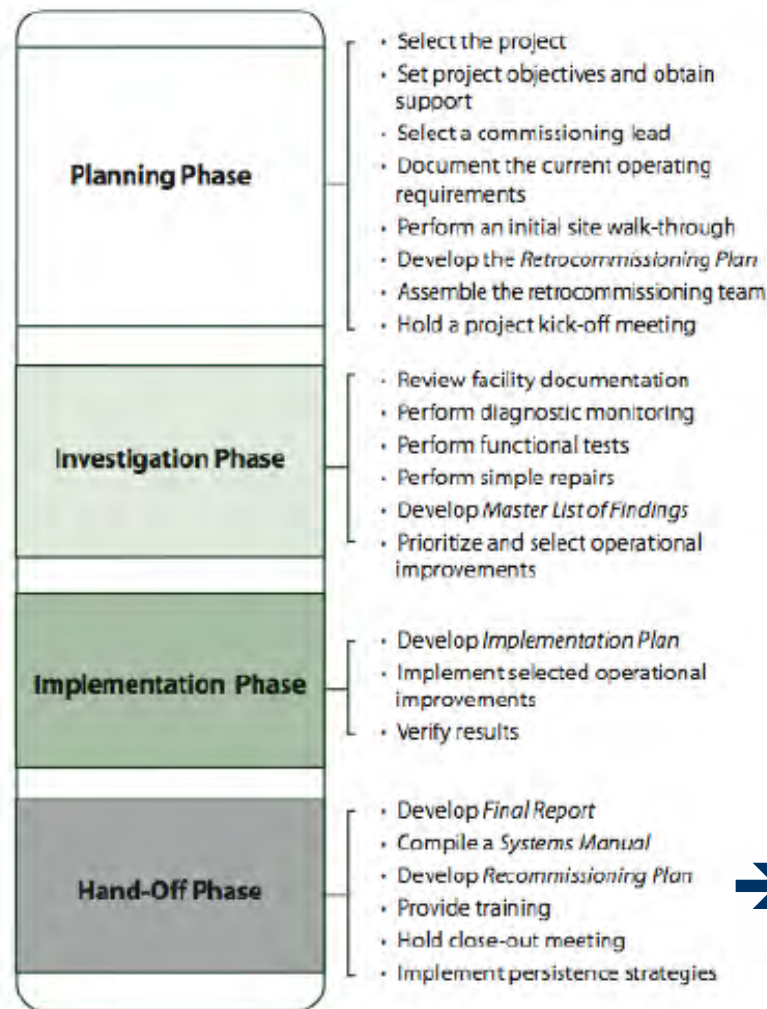 Planning Phase
• Select the project
• Set project objectives and obtain
support
• Select a commissioning lead
• Document the current operating
requirements
• Perform an initial site walk-through
• Develop the Retrocommissioning Plan
• Assemble the retrocommissioning team
• Hold a project kick-off meeting
Investigation Phase
• Review facility documentation
• Perform diagnostic monitoring
• Perform functional tests
• Perform simple repairs
• Develop Master List of Findings
• Prioritize and select operational
improvements
Implementation Phase
• Develop Implementation Plan
• Implement selected operational
improvements
• Verify results
Hand-Off Phase
• Develop Final Report
• Compile a Systems Manual
• Develop Recommissioning Plan
• Provide training
• Hold close-out meeting
• Implement persistence strategies